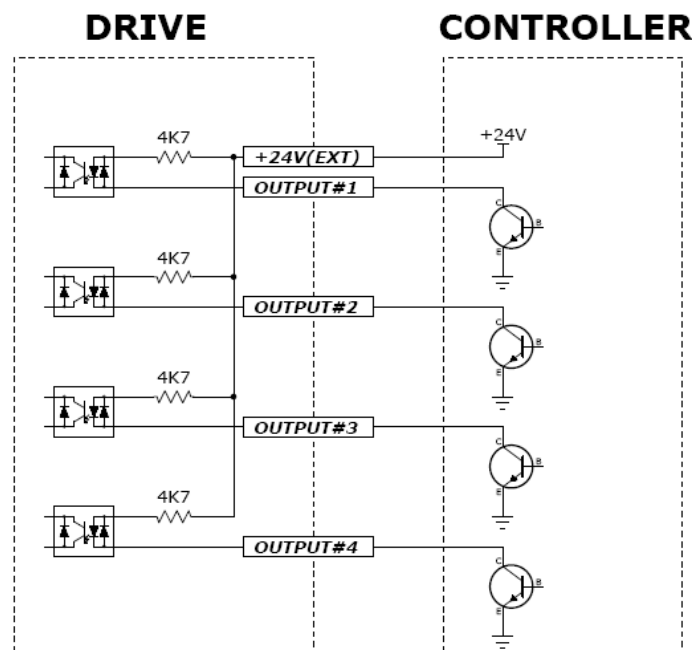 DRIVE CONTROLLER
4K7
+24V(EXT)
+24V
OUTPUT#1
C
B
E
4K7
OUTPUT#2
C
B
E
4K7
OUTPUT#3
C
B
E
4K7
OUTPUT#4
C
B
E